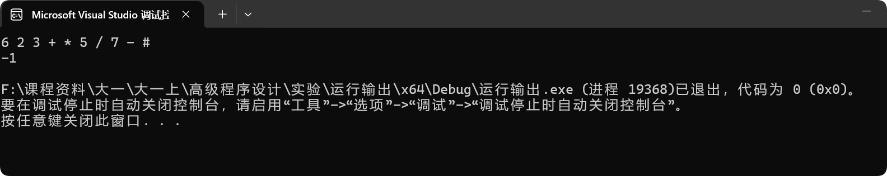 Microsoft Visual Studio 调试控
6 2 3 + * 5 / 7 - #
-1
F:\课程资料\大一\大一上\高级程序设计\实验\运行输出\x64\Debug\运行输出.exe (进程 19368)已退出，代码为 0 (0x0)。
要在调试停止时自动关闭控制台，请启用“工具”->“选项”->“调试”->“调试停止时自动关闭控制台”。
按任意键关闭此窗口. . .